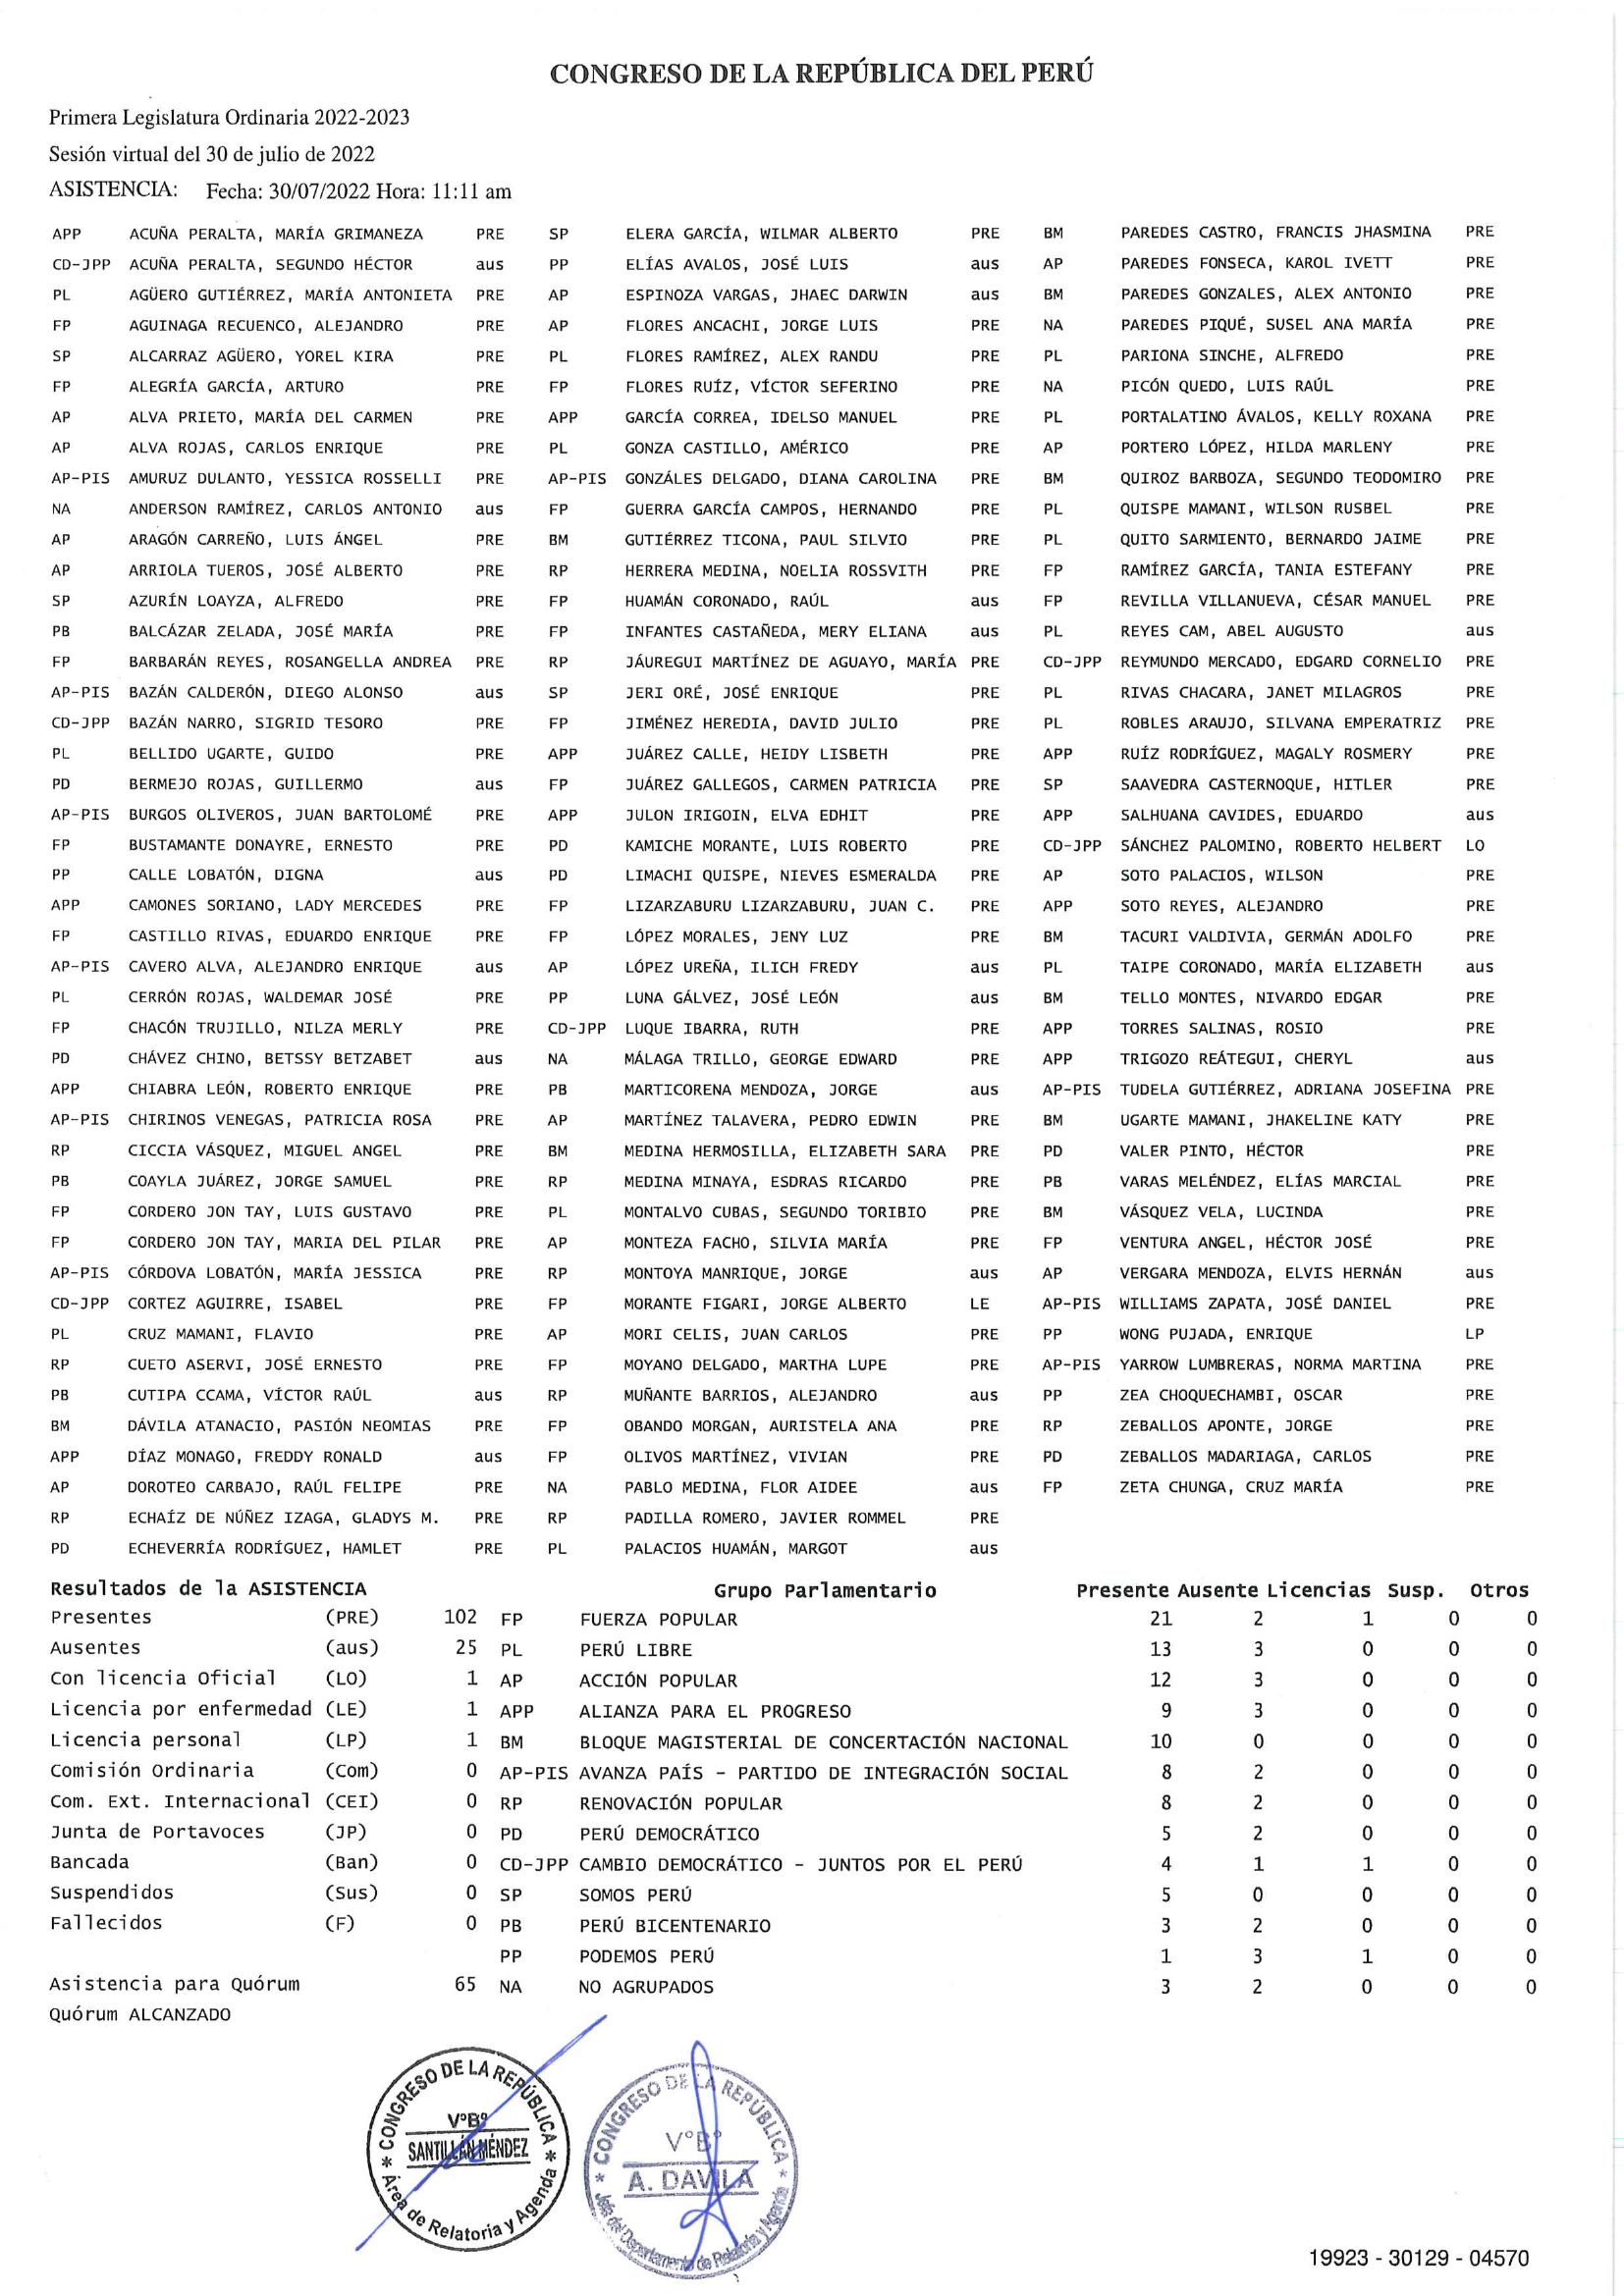 CONGRESO DE LA REPÚBLICA DEL PERÚ
Primera Legislatura Ordinaria 2022-2023
Sesión virtual del 30 de julio de 2022
ASISTENCIA: Fecha: 30/07/2022 Hora: 11:11 am
APP ACUÑA PERALTA, MARÍA GRIMANEZA PRE SP ELERA GARCÍA, WILMAR ALBERTO PRE BM PAREDES CASTRO, FRANCIS JHASMINA PRE
CD-JPP ACUÑA PERALTA, SEGUNDO HÉCTOR aus PP ELÍAS AVALOS, JOSÉ LUIS aus AP PAREDES FONSECA, KAROL IVETT PRE
PL AGÜERO GUTIÉRREZ, MARÍA ANTONIETA PRE AP ESPINOZA VARGAS, JHAEC DARWIN aus BM PAREDES GONZALES, ALEX ANTONIO PRE
FP AGUINAGA RECUENCO, ALEJANDRO PRE AP FLORES ANCACHI, JORGE LUIS PRE NA PAREDES PIQUÉ, SUSEL ANA MARÍA PRE
SP ALCARRAZ AGÜERO, YOREL KIRA PRE PL FLORES RAMÍREZ, ALEX RANDU PRE PL PARIONA SINCHE, ALFREDO PRE
FP ALEGRÍA GARCÍA, ARTURO PRE FP FLORES RUÍZ, VÍCTOR SEFERINO PRE NA PICÓN QUEDO, LUIS RAÚL PRE
AP ALVA PRIETO, MARÍA DEL CARMEN PRE APP GARCÍA CORREA, IDELSO MANUEL PRE PL PORTALATINO ÁVALOS, KELLY ROXANA PRE
AP ALVA ROJAS, CARLOS ENRIQUE PRE PL GONZA CASTILLO, AMÉRICO PRE AP PORTERO LÓPEZ, HILDA MARLENY PRE
AP-PIS AMURUZ DULANTO, YESSICA ROSSELLI PRE AP-PIS GONZÁLES DELGADO, DIANA CAROLINA PRE BM QUIROZ BARBOZA, SEGUNDO TEODOMIRO PRE
NA ANDERSON RAMÍREZ, CARLOS ANTONIO aus FP GUERRA GARCÍA CAMPOS, HERNANDO PRE PL QUISPE MAMANI, WILSON RUSBEL PRE
AP ARAGÓN CARREÑO, LUIS ÁNGEL PRE BM GUTIÉRREZ TICONA, PAUL SILVIO PRE PL QUITO SARMIENTO, BERNARDO JAIME PRE
AP ARRIOLA TUEROS, JOSÉ ALBERTO PRE RP HERRERA MEDINA, NOELIA ROSSVITH PRE FP RAMÍREZ GARCÍA, TANIA ESTEFANY PRE
SP AZURÍN LOAYZA, ALFREDO PRE FP HUAMÁN CORONADO, RAÚL aus FP REVILLA VILLANUEVA, CÉSAR MANUEL PRE
PB BALCÁZAR ZELADA, JOSÉ MARÍA PRE FP INFANTES CASTAÑEDA, MERY ELIANA aus PL REYES CAM, ABEL AUGUSTO aus
FP BARBARÁN REYES, ROSANGELLA ANDREA PRE RP JÁUREGUI MARTÍNEZ DE AGUAYO, MARÍA PRE CD-JPP REYMUNDO MERCADO, EDGARD CORNELIO PRE
AP-PIS BAZÁN CALDERÓN, DIEGO ALONSO aus SP JERI ORÉ, JOSÉ ENRIQUE PRE PL RIVAS CHACARA, JANET MILAGROS PRE
CD-JPP BAZÁN NARRO, SIGRID TESORO PRE FP JIMÉNEZ HEREDIA, DAVID JULIO PRE PL ROBLES ARAUJO, SILVANA EMPERATRIZ PRE
PL BELLIDO UGARTE, GUIDO PRE APP JUÁREZ CALLE, HEIDY LISBETH PRE APP RUÍZ RODRÍGUEZ, MAGALY ROSMERY PRE
PD BERMEJO ROJAS, GUILLERMO aus FP JUÁREZ GALLEGOS, CARMEN PATRICIA PRE SP SAAVEDRA CASTERNOQUE, HITLER PRE
AP-PIS BURGOS OLIVEROS, JUAN BARTOLOMÉ PRE APP JULON IRIGOIN, ELVA EDHIT PRE APP SALHUANA CAVIDES, EDUARDO aus
FP BUSTAMANTE DONAYRE, ERNESTO PRE PD KAMICHE MORANTE, LUIS ROBERTO PRE CD-JPP SÁNCHEZ PALOMINO, ROBERTO HELBERT LO
PP CALLE LOBATÓN, DIGNA aus PD LIMACHI QUISPE, NIEVES ESMERALDA PRE AP SOTO PALACIOS, WILSON PRE
APP CAMONES SORIANO, LADY MERCEDES PRE FP LIZARZABURU LIZARZABURU, JUAN C. PRE APP SOTO REYES, ALEJANDRO PRE
FP CASTILLO RIVAS, EDUARDO ENRIQUE PRE FP LÓPEZ MORALES, JENY LUZ PRE BM TACURI VALDIVIA, GERMÁN ADOLFO PRE
AP-PIS CAVERO ALVA, ALEJANDRO ENRIQUE aus AP LÓPEZ UREÑA, ILICH FREDY aus PL TAIPE CORONADO, MARÍA ELIZABETH aus
PL CERRÓN ROJAS, WALDEMAR JOSÉ PRE PP LUNA GÁLVEZ, JOSÉ LEÓN aus BM TELLO MONTES, NIVARDO EDGAR PRE
FP CHACÓN TRUJILLO, NILZA MERLY PRE CD-JPP LUQUE IBARRA, RUTH PRE APP TORRES SALINAS, ROSIO PRE
PD CHÁVEZ CHINO, BETSSY BETZABET aus NA MÁLAGA TRILLO, GEORGE EDWARD PRE APP TRIGOZO REÁTEGUI, CHERYL aus
APP CHIABRA LEÓN, ROBERTO ENRIQUE PRE PB MARTICORENA MENDOZA, JORGE aus AP-PIS TUDELA GUTIÉRREZ, ADRIANA JOSEFINA PRE
AP-PIS CHIRINOS VENEGAS, PATRICIA ROSA PRE AP MARTÍNEZ TALAVERA, PEDRO EDWIN PRE BM UGARTE MAMANI, JHAKELINE KATY PRE
RP CICCIA VÁSQUEZ, MIGUEL ANGEL PRE BM MEDINA HERMOSILLA, ELIZABETH SARA PRE PD VALER PINTO, HÉCTOR PRE
PB COAYLA JUÁREZ, JORGE SAMUEL PRE RP MEDINA MINAYA, ESDRAS RICARDO PRE PB VARAS MELÉNDEZ, ELÍAS MARCIAL PRE
FP CORDERO JON TAY, LUIS GUSTAVO PRE PL MONTALVO CUBAS, SEGUNDO TORIBIO PRE BM VÁSQUEZ VELA, LUCINDA PRE
FP CORDERO JON TAY, MARIA DEL PILAR PRE AP MONTEZA FACHO, SILVIA MARÍA PRE FP VENTURA ANGEL, HÉCTOR JOSÉ PRE
AP-PIS CÓRDOVA LOBATÓN, MARÍA JESSICA PRE RP MONTOYA MANRIQUE, JORGE aus AP VERGARA MENDOZA, ELVIS HERNÁN aus
CD-JPP CORTEZ AGUIRRE, ISABEL PRE FP MORANTE FIGARI, JORGE ALBERTO LE AP-PIS WILLIAMS ZAPATA, JOSÉ DANIEL PRE
PL CRUZ MAMANI, FLAVIO PRE AP MORI CELIS, JUAN CARLOS PRE PP WONG PUJADA, ENRIQUE LP
RP CUETO ASERVI, JOSÉ ERNESTO PRE FP MOYANO DELGADO, MARTHA LUPE PRE AP-PIS YARROW LUMBRERAS, NORMA MARTINA PRE
PB CUTIPA CCAMA, VÍCTOR RAÚL aus RP MUÑANTE BARRIOS, ALEJANDRO aus PP ZEA CHOQUECHAMBI, OSCAR PRE
BM DÁVILA ATANACIO, PASIÓN NEOMIAS PRE FP OBANDO MORGAN, AURISTELA ANA PRE RP ZEBALLOS APONTE, JORGE PRE
APP DÍAZ MONAGO, FREDDY RONALD aus FP OLIVOS MARTÍNEZ, VIVIAN PRE PD ZEBALLOS MADARIAGA, CARLOS PRE
AP DOROTEO CARBAJO, RAÚL FELIPE PRE NA PABLO MEDINA, FLOR AIDEE aus FP ZETA CHUNGA, CRUZ MARÍA PRE
RP ECHAÍZ DE NÚÑEZ IZAGA, GLADYS M. PRE RP PADILLA ROMERO, JAVIER ROMMEL PRE
PD ECHEVERRÍA RODRÍGUEZ, HAMLET PRE PL PALACIOS HUAMÁN, MARGOT aus
Resultados de la ASISTENCIA Grupo Parlamentario Presente Ausente Licencias Susp. Otros
Presentes (PRE) 102 FP FUERZA POPULAR 21 2 1 0 0
Ausentes (aus) 25 PL PERÚ LIBRE 13 3 0 0 0
Con licencia Oficial (LO) 1 AP ACCIÓN POPULAR 12 3 0 0 0
Licencia por enfermedad (LE) 1 APP ALIANZA PARA EL PROGRESO 9 3 0 0 0
Licencia personal (LP) 1 BM BLOQUE MAGISTERIAL DE CONCERTACIÓN NACIONAL 10 0 0 0 0
Comisión Ordinaria (Com) 0 AP-PIS AVANZA PAÍS - PARTIDO DE INTEGRACIÓN SOCIAL 8 2 0 0 0
Com. Ext. Internacional (CEI) 0 RP RENOVACIÓN POPULAR 8 2 0 0 0
Junta de Portavoces (JP) 0 PD PERÚ DEMOCRÁTICO 5 2 0 0 0
Bancada (Ban) 0 CD-JPP CAMBIO DEMOCRÁTICO - JUNTOS POR EL PERÚ 4 1 1 0 0
Suspendidos (Sus) 0 SP SOMOS PERÚ 5 0 0 0 0
Fallecidos (F) 0 PB PERÚ BICENTENARIO 3 2 0 0 0
PP PODEMOS PERÚ 1 3 1 0 0
Asistencia para Quórum 65 NA NO AGRUPADOS 3 2 0 0 0
Quórum ALCANZADO
CONGRESO DE LA REPÚBLICA
V°B°
SANTILLÁN MÉNDEZ
Área de Relatoria y Agenda
CONGRESO DE LA REPÚBLICA
V°B°
A. DAVILA
Jefe del Departamento de Relatoría y Agenda
19923 - 30129 - 04570